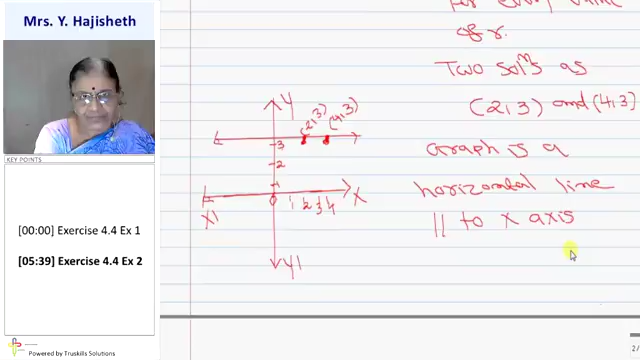 Mrs. Y. Hajisheth
KEY POINTS
[00:00] Exercise 4.4 Ex 1
[05:39] Exercise 4.4 Ex 2
Powered by Truskills Solutions
For every value
of x.
Two solns as
(2,3) and (4,3)
Graph is a
horizontal line
|| to x axis
Y
(2,3) (4,3)
3
2
1
X' 0 1 2 3 4 X
Y'
2/